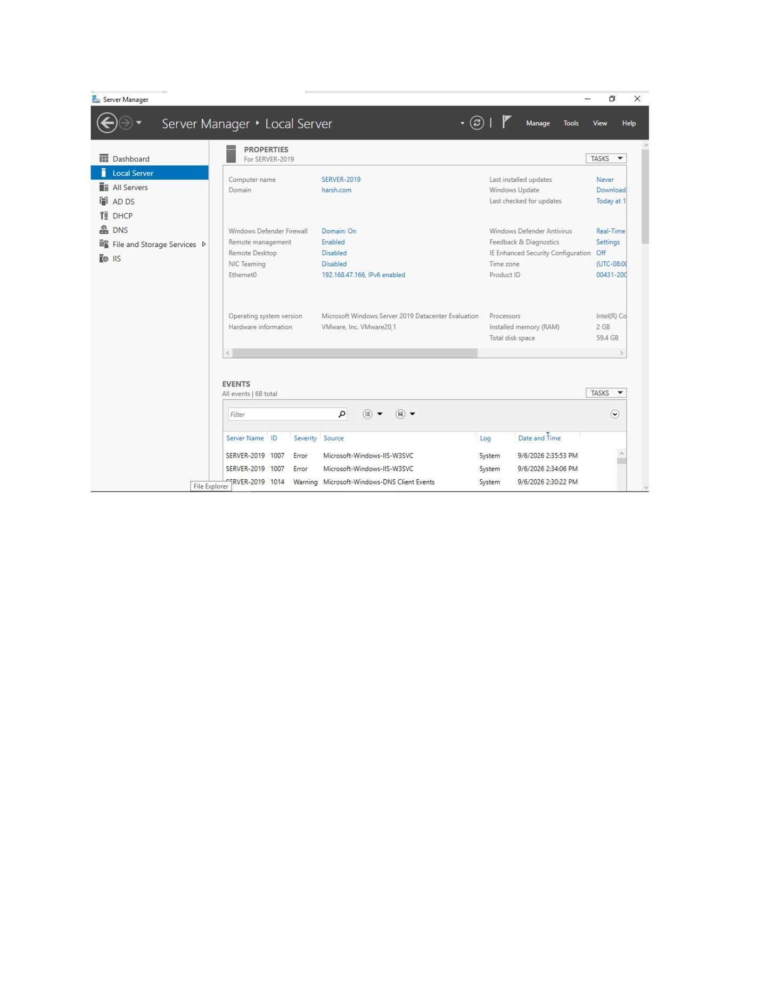 Server Manager
Server Manager ‣ Local Server
Manage Tools View Help
Dashboard
Local Server
All Servers
AD DS
DHCP
DNS
File and Storage Services
IIS
PROPERTIES
For SERVER-2019
TASKS
Computer name SERVER-2019 Last installed updates Never
Domain harsh.com Windows Update Download
Last checked for updates Today at 1
Windows Defender Firewall Domain: On Windows Defender Antivirus Real-Time
Remote management Enabled Feedback & Diagnostics Settings
Remote Desktop Disabled IE Enhanced Security Configuration Off
NIC Teaming Disabled Time zone (UTC-08:00
Ethernet0 192.168.47.166, IPv6 enabled Product ID 00431-200
Operating system version Microsoft Windows Server 2019 Datacenter Evaluation Processors Intel(R) Co
Hardware information VMware, Inc. VMware20,1 Installed memory (RAM) 2 GB
Total disk space 59.4 GB
EVENTS
All events | 68 total
TASKS
Filter
Server Name ID Severity Source Log Date and Time
SERVER-2019 1007 Error Microsoft-Windows-IIS-W3SVC System 9/6/2026 2:35:53 PM
SERVER-2019 1007 Error Microsoft-Windows-IIS-W3SVC System 9/6/2026 2:34:06 PM
SERVER-2019 1014 Warning Microsoft-Windows-DNS Client Events System 9/6/2026 2:30:22 PM
File Explorer